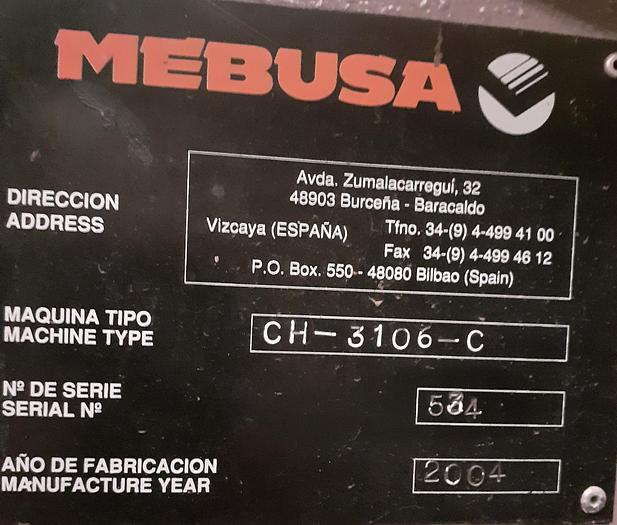 MEBUSA
DIRECCION
ADDRESS
Avda. Zumalacarreguí, 32
48903 Burceña - Baracaldo
Vizcaya (ESPAÑA) Tfno. 34-(9) 4-499 41 00
Fax 34-(9) 4-499 46 12
P.O. Box. 550 - 48080 Bilbao (Spain)
MAQUINA TIPO
MACHINE TYPE
CH-3106-C
Nº DE SERIE
SERIAL Nº
534
AÑO DE FABRICACION
MANUFACTURE YEAR
2004